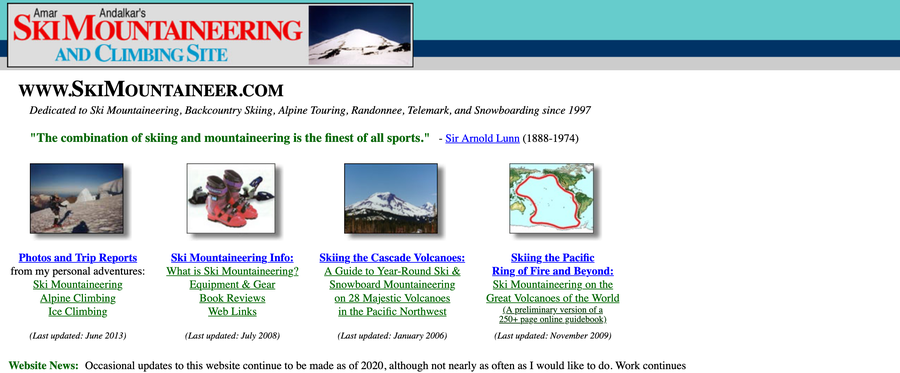 Amar Andalkar's
SKI MOUNTAINEERING
AND CLIMBING SITE
WWW.SKIMOUNTAINEER.COM
Dedicated to Ski Mountaineering, Backcountry Skiing, Alpine Touring, Randonnee, Telemark, and Snowboarding since 1997
"The combination of skiing and mountaineering is the finest of all sports." - Sir Arnold Lunn (1888-1974)
Photos and Trip Reports
from my personal adventures:
Ski Mountaineering
Alpine Climbing
Ice Climbing
(Last updated: June 2013)
Ski Mountaineering Info:
What is Ski Mountaineering?
Equipment & Gear
Book Reviews
Web Links
(Last updated: July 2008)
Skiing the Cascade Volcanoes:
A Guide to Year-Round Ski &
Snowboard Mountaineering
on 28 Majestic Volcanoes
in the Pacific Northwest
(Last updated: January 2006)
Skiing the Pacific
Ring of Fire and Beyond:
Ski Mountaineering on the
Great Volcanoes of the World
(A preliminary version of a
250+ page online guidebook)
(Last updated: November 2009)
Website News: Occasional updates to this website continue to be made as of 2020, although not nearly as often as I would like to do. Work continues